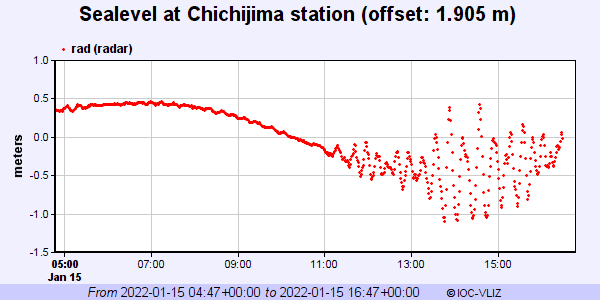 Sealevel at Chichijima station (offset: 1.905 m)
rad (radar)
1.0
0.5
0.0
-0.5
-1.0
-1.5
meters
05:00 07:00 09:00 11:00 13:00 15:00
Jan 15
From 2022-01-15 04:47+00:00 to 2022-01-15 16:47+00:00 © IOC-VLIZ